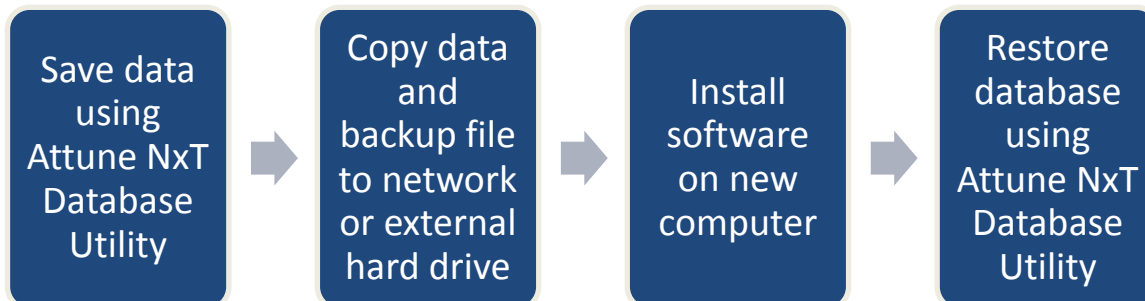 Save data
using
Attune NxT
Database
Utility
Copy data
and
backup file
to network
or external
hard drive
Install
software
on new
computer
Restore
database
using
Attune NxT
Database
Utility